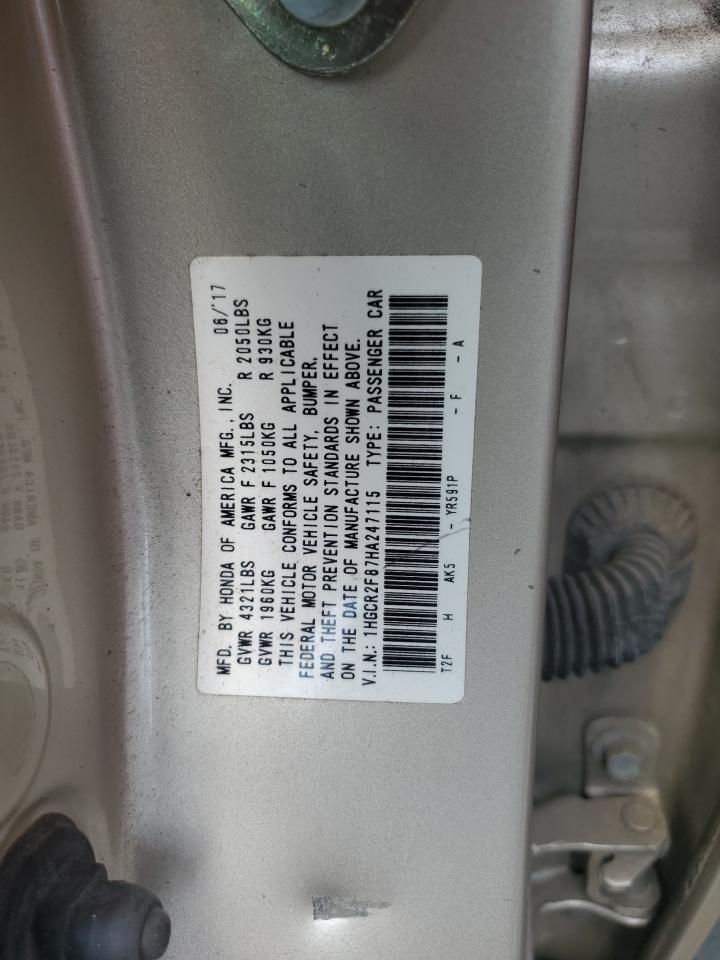 MFD. BY HONDA OF AMERICA MFG., INC. 06/'17
GVWR 4321LBS GAWR F 2315LBS R 2050LBS
GVWR 1960KG GAWR F 1050KG R 930KG
THIS VEHICLE CONFORMS TO ALL APPLICABLE
FEDERAL MOTOR VEHICLE SAFETY, BUMPER,
AND THEFT PREVENTION STANDARDS IN EFFECT
ON THE DATE OF MANUFACTURE SHOWN ABOVE.
V.I.N.: 1HGCR2F87HA247115 TYPE: PASSENGER CAR
T2F H AK5 - YR591P - F - A